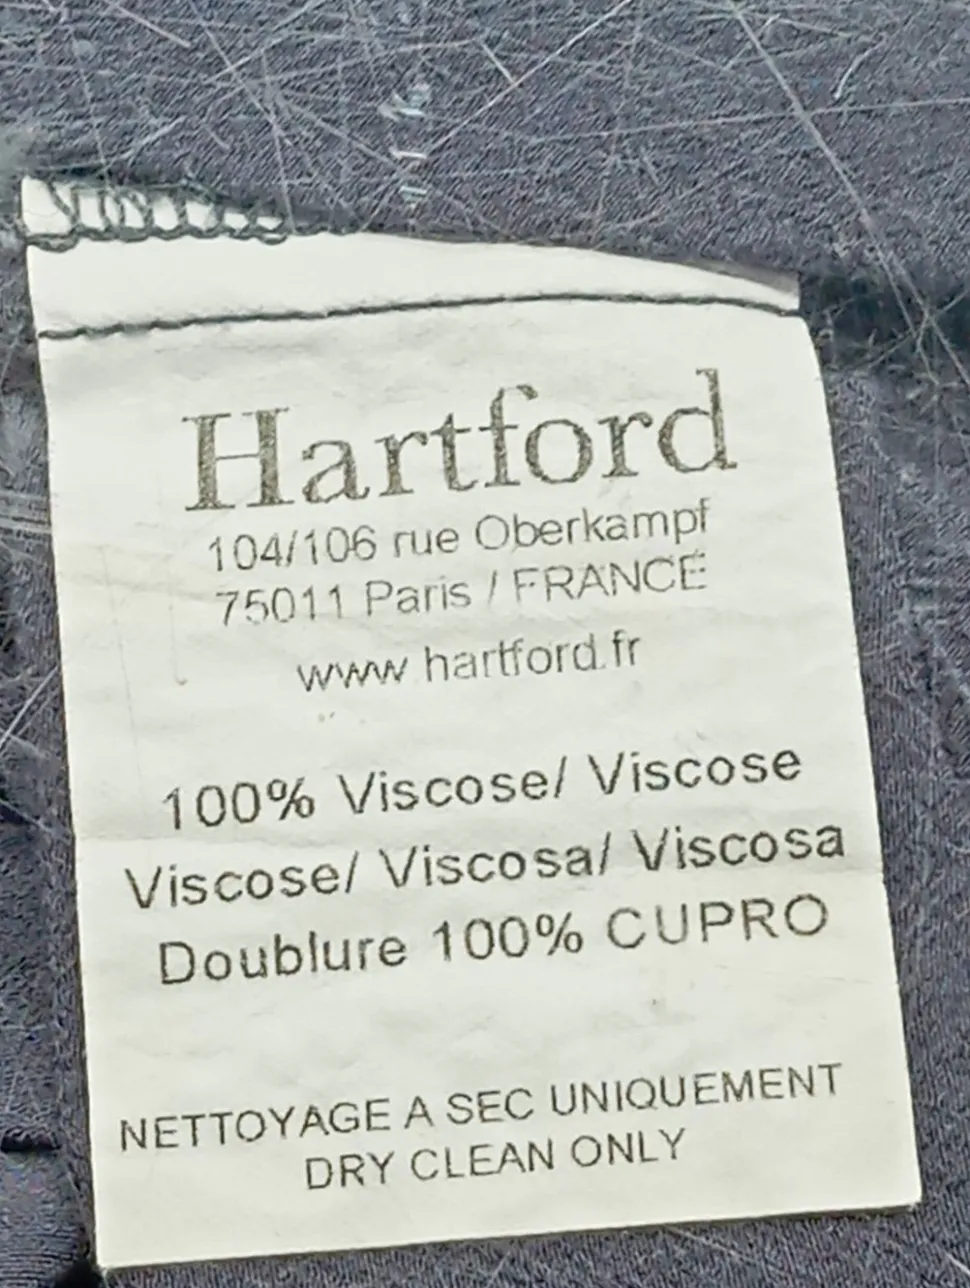 Hartford
104/106 rue Oberkampf
75011 Paris / FRANCE
www.hartford.fr
100% Viscose/ Viscose
Viscose/ Viscosa/ Viscosa
Doublure 100% CUPRO
NETTOYAGE A SEC UNIQUEMENT
DRY CLEAN ONLY